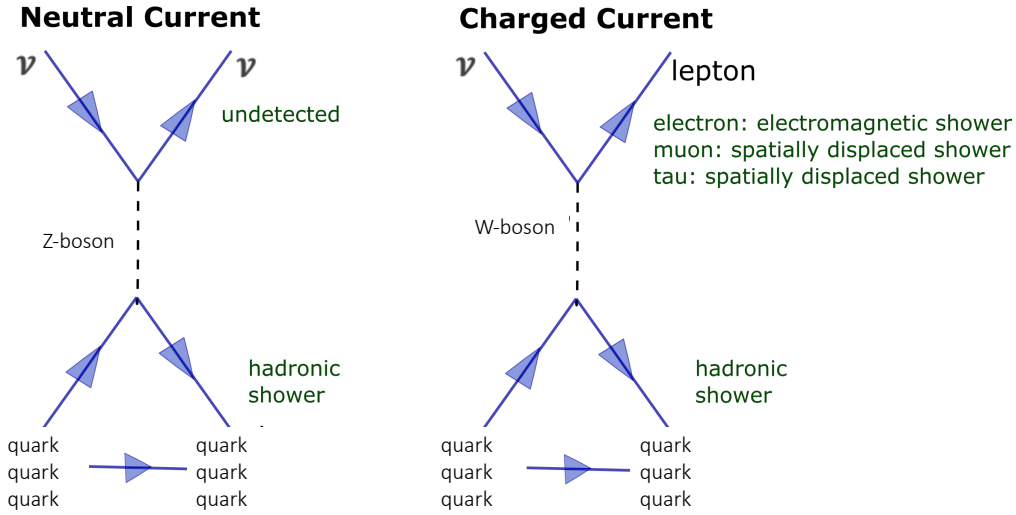 Neutral Current
ν
ν
undetected
Z-boson
hadronic
shower
quark quark
quark quark
quark quark
Charged Current
ν
lepton
electron: electromagnetic shower
muon: spatially displaced shower
tau: spatially displaced shower
W-boson
hadronic
shower
quark quark
quark quark
quark quark